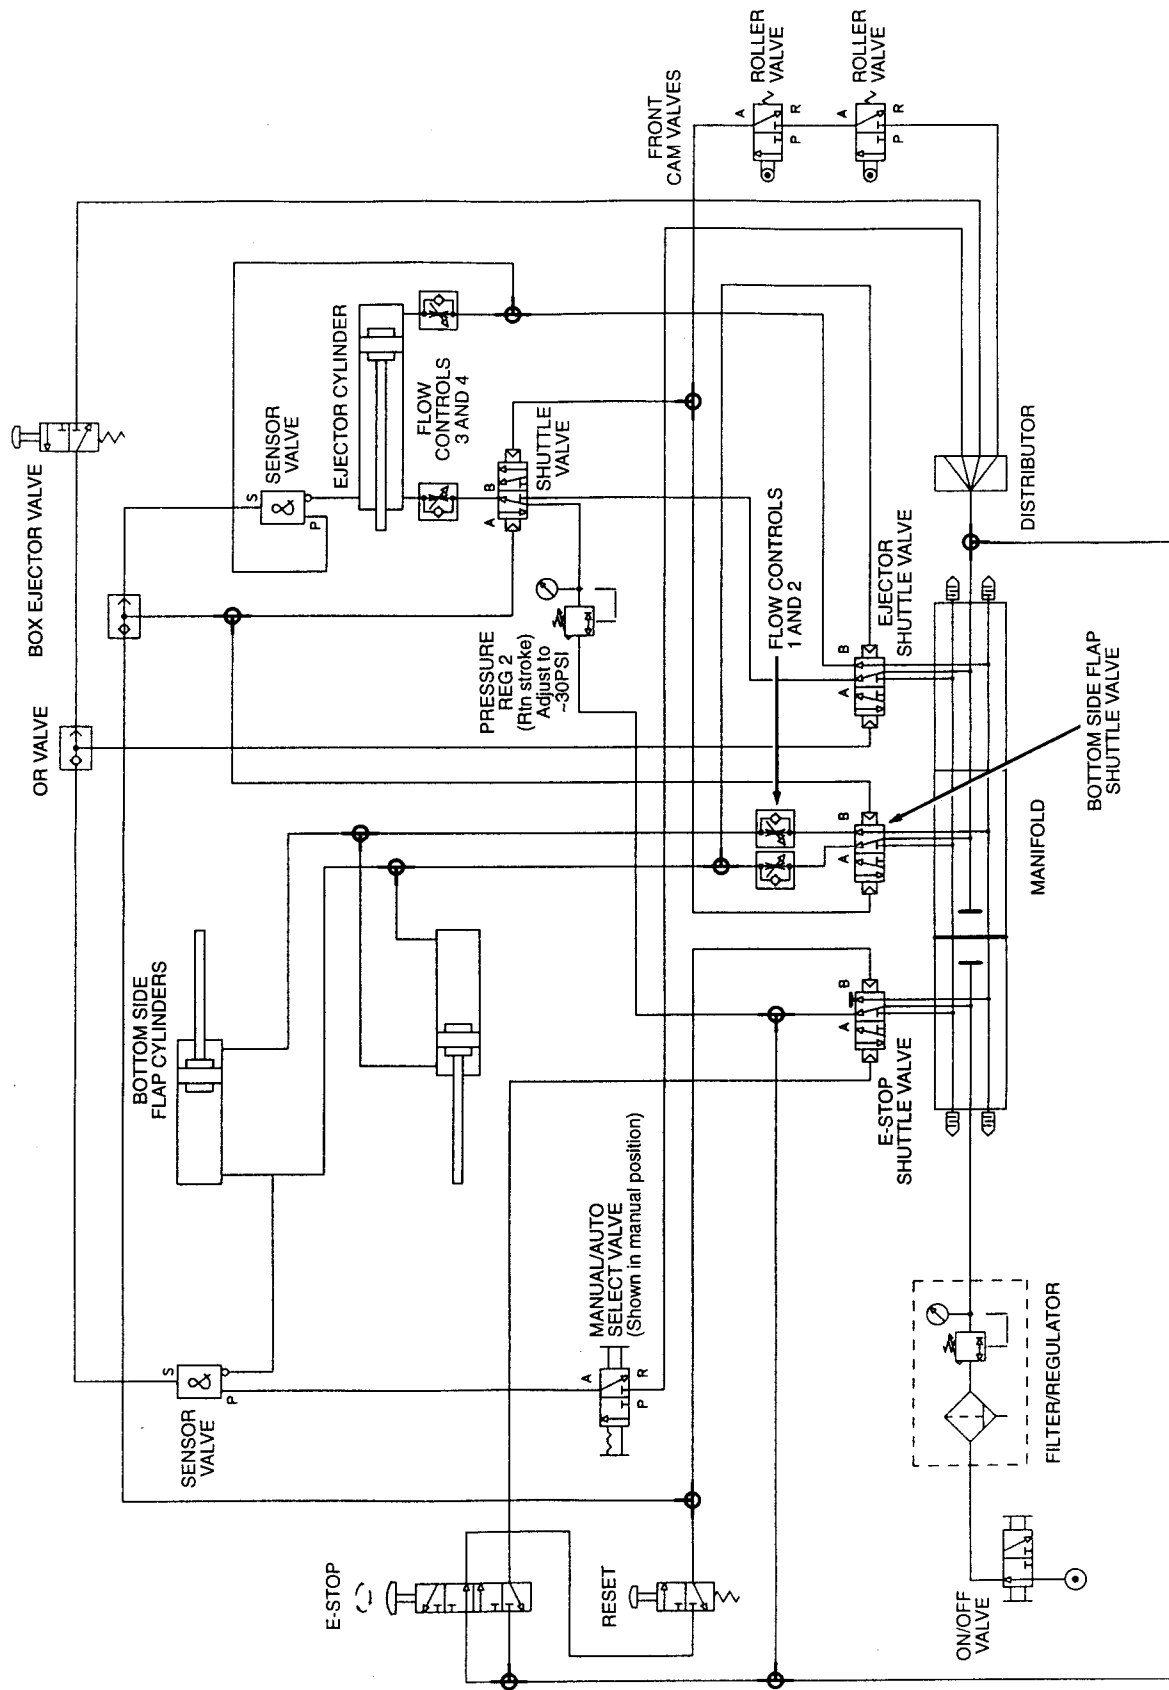 E-STOP
RESET
ON/OFF
VALVE
FILTER/REGULATOR
SENSOR
VALVE
&
S
P
MANUAL/AUTO
SELECT VALVE
(Shown in manual position)
A
P
R
BOTTOM SIDE
FLAP CYLINDERS
E-STOP
SHUTTLE VALVE
A
B
MANIFOLD
BOTTOM SIDE FLAP
SHUTTLE VALVE
A
B
FLOW CONTROLS
1 AND 2
OR VALVE
PRESSURE
REG 2
(Rtn stroke)
Adjust to
~30PSI
BOX EJECTOR VALVE
SENSOR
VALVE
&
S
P
EJECTOR CYLINDER
FLOW
CONTROLS
3 AND 4
SHUTTLE
VALVE
A
B
EJECTOR
SHUTTLE VALVE
A
B
DISTRIBUTOR
FRONT
CAM VALVES
ROLLER
VALVE
A
P
R
ROLLER
VALVE
A
P
R